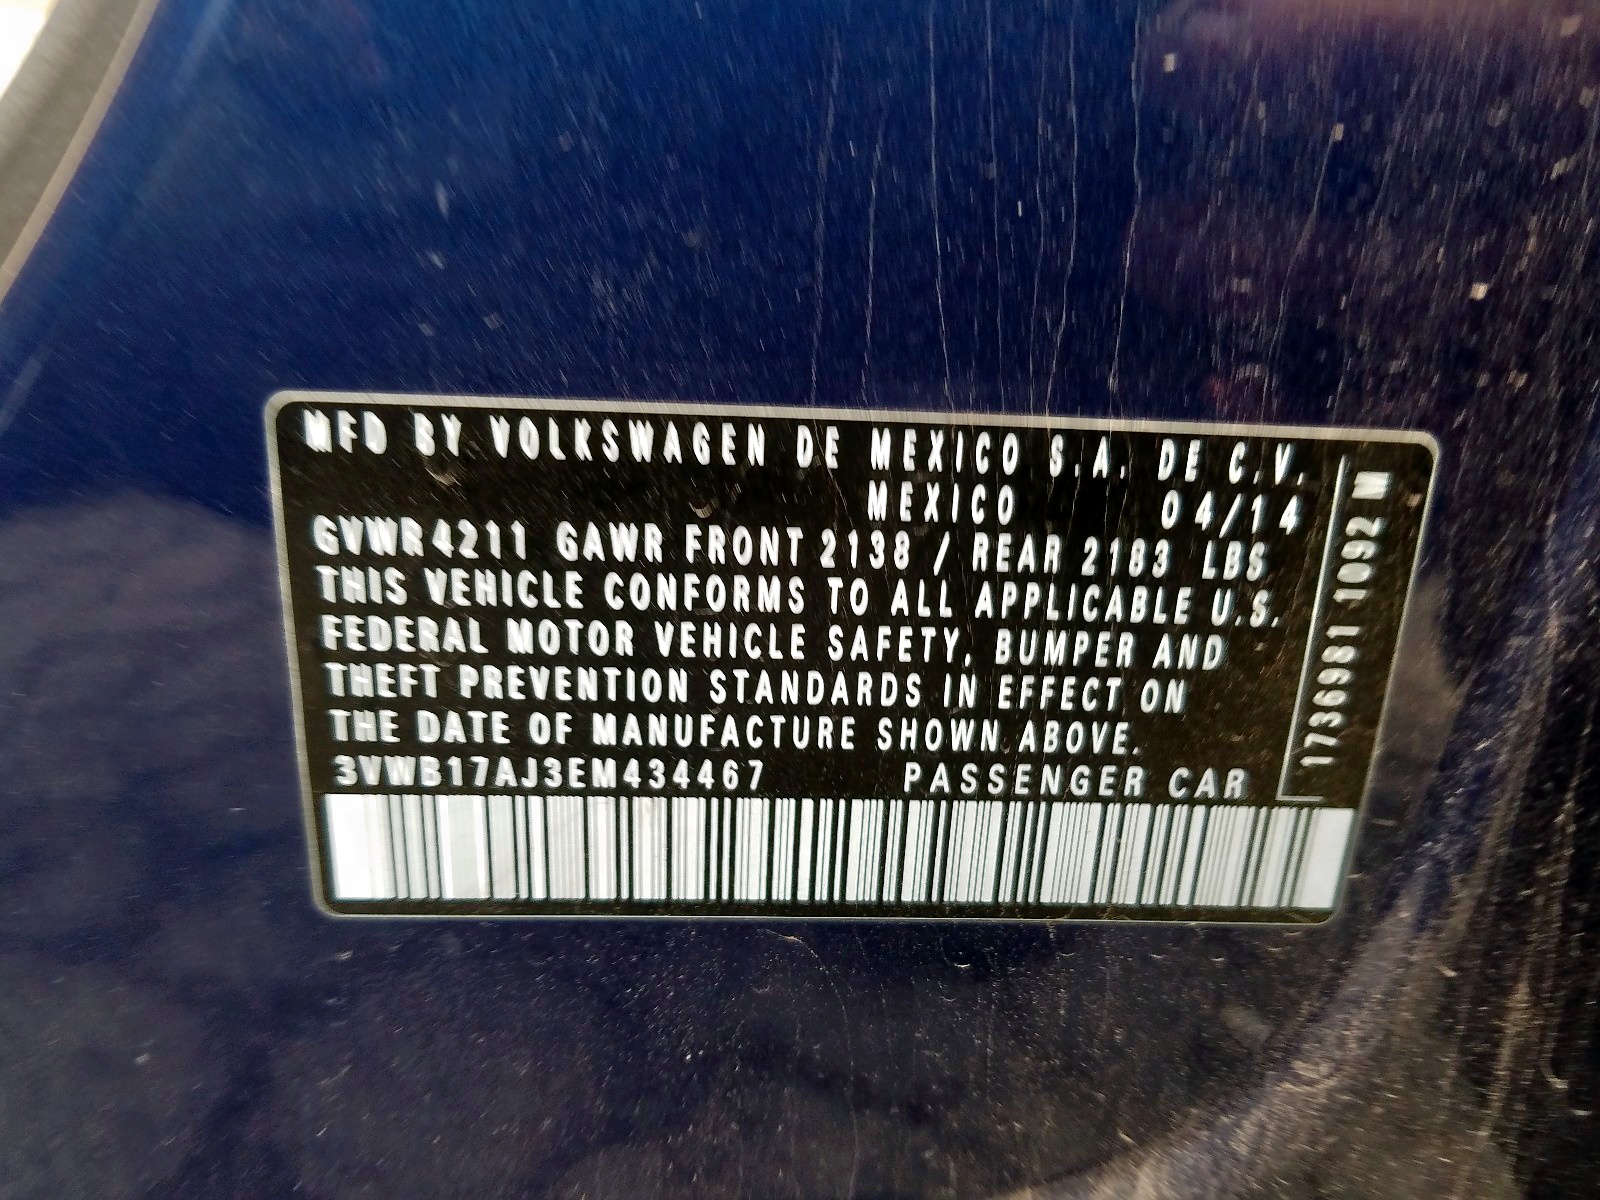 MFD BY VOLKSWAGEN DE MEXICO S.A. DE C.V.
MEXICO 04/14
GVWR 4211 GAWR FRONT 2138 / REAR 2183 LBS
THIS VEHICLE CONFORMS TO ALL APPLICABLE U.S.
FEDERAL MOTOR VEHICLE SAFETY, BUMPER AND
THEFT PREVENTION STANDARDS IN EFFECT ON
THE DATE OF MANUFACTURE SHOWN ABOVE.
3VWB17AJ3EM434467 PASSENGER CAR
1736981 1092 M